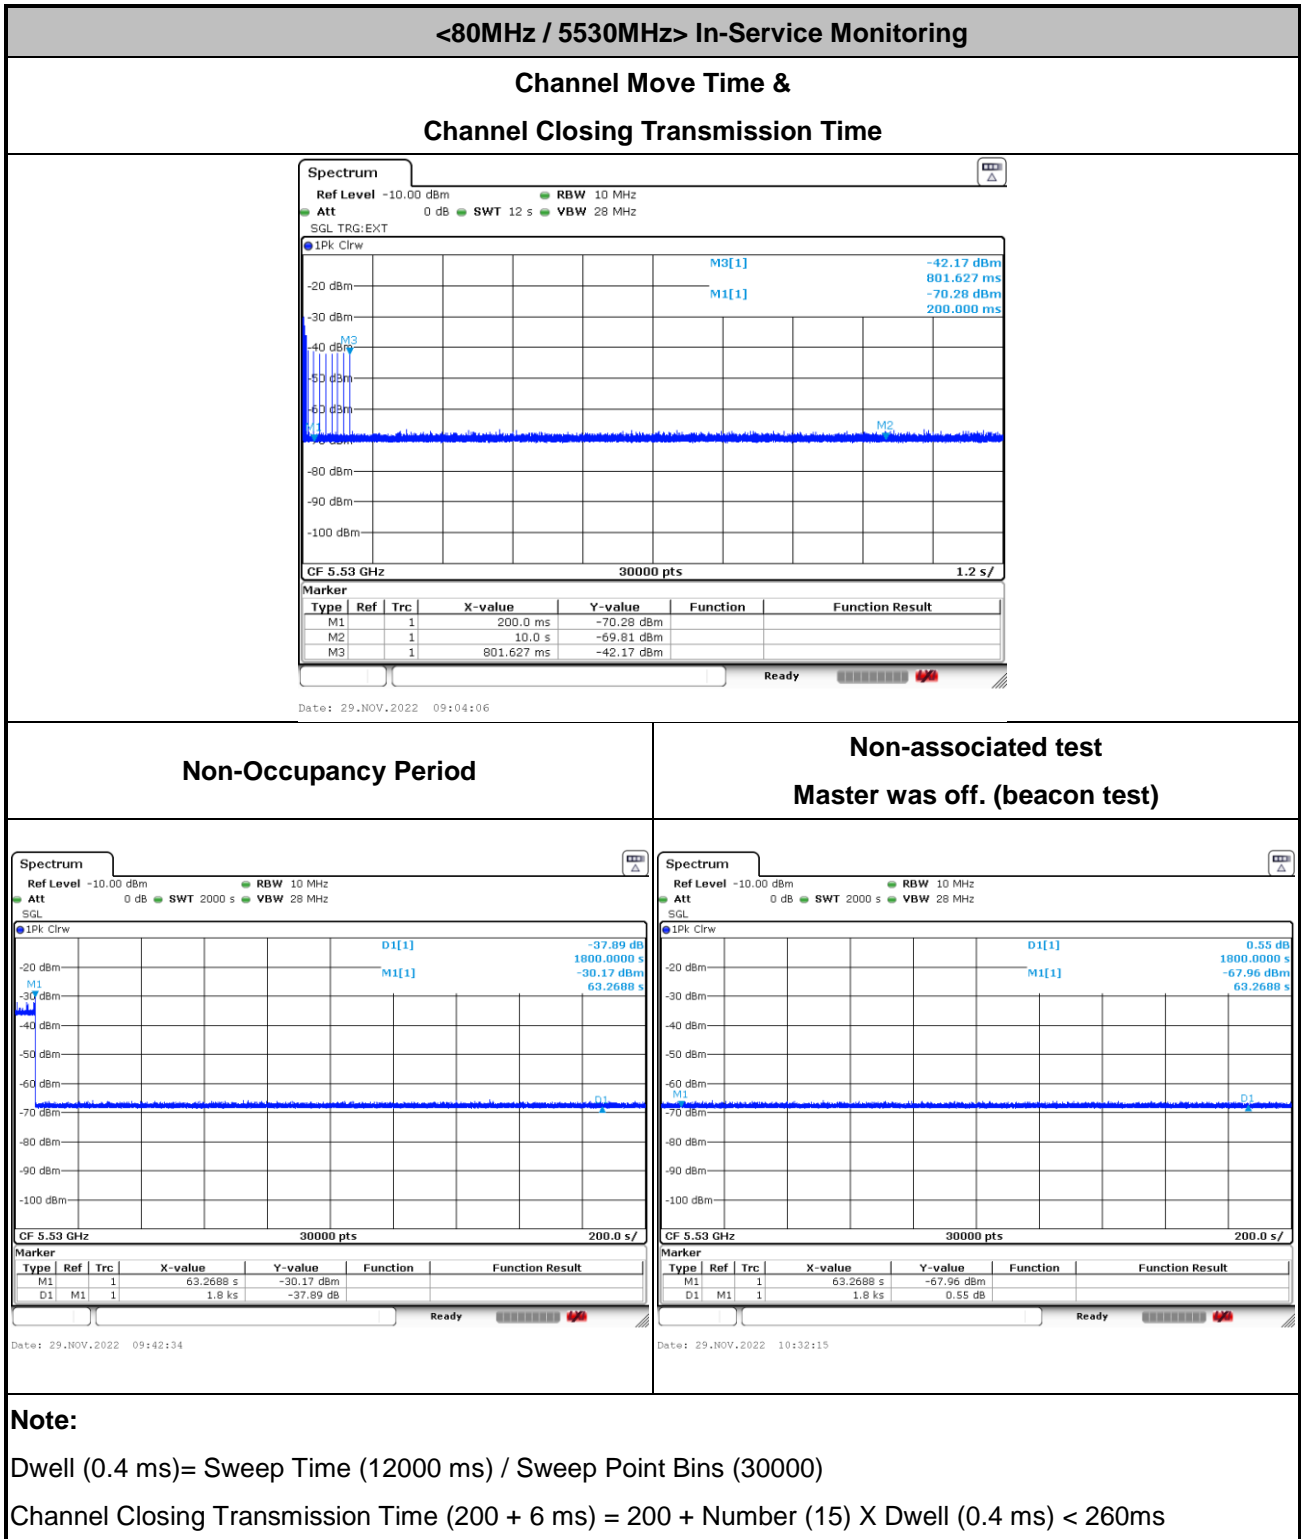 <80MHz / 5530MHz> In-Service Monitoring
Channel Move Time &
Channel Closing Transmission Time
Spectrum
Ref Level -10.00 dBm RBW 10 MHz
Att 0 dB SWT 12 s VBW 28 MHz
SGL TRG:EXT
1Pk Clrw
M3[1] -42.17 dBm
801.627 ms
-20 dBm
M1[1] -70.28 dBm
200.000 ms
-30 dBm
M3
-40 dBm
-50 dBm
-60 dBm
M1
M2
-70 dBm
-80 dBm
-90 dBm
-100 dBm
CF 5.53 GHz 30000 pts 1.2 s/
Marker
Type Ref Trc X-value Y-value Function Function Result
M1 1 200.0 ms -70.28 dBm
M2 1 10.0 s -69.81 dBm
M3 1 801.627 ms -42.17 dBm
Ready
Date: 29.NOV.2022 09:04:06
Non-Occupancy Period
Non-associated test
Master was off. (beacon test)
Spectrum
Ref Level -10.00 dBm RBW 10 MHz
Att 0 dB SWT 2000 s VBW 28 MHz
SGL
1Pk Clrw
D1[1] -37.89 dB
1800.0000 s
-20 dBm
M1[1] -30.17 dBm
63.2688 s
M1
-30 dBm
-40 dBm
-50 dBm
-60 dBm
D1
-70 dBm
-80 dBm
-90 dBm
-100 dBm
CF 5.53 GHz 30000 pts 200.0 s/
Marker
Type Ref Trc X-value Y-value Function Function Result
M1 1 63.2688 s -30.17 dBm
D1 M1 1 1.8 ks -37.89 dB
Ready
Date: 29.NOV.2022 09:42:34
Spectrum
Ref Level -10.00 dBm RBW 10 MHz
Att 0 dB SWT 2000 s VBW 28 MHz
SGL
1Pk Clrw
D1[1] 0.55 dB
1800.0000 s
-20 dBm
M1[1] -67.96 dBm
63.2688 s
-30 dBm
-40 dBm
-50 dBm
-60 dBm
M1
D1
-70 dBm
-80 dBm
-90 dBm
-100 dBm
CF 5.53 GHz 30000 pts 200.0 s/
Marker
Type Ref Trc X-value Y-value Function Function Result
M1 1 63.2688 s -67.96 dBm
D1 M1 1 1.8 ks 0.55 dB
Ready
Date: 29.NOV.2022 10:32:15
Note:
Dwell (0.4 ms)= Sweep Time (12000 ms) / Sweep Point Bins (30000)
Channel Closing Transmission Time (200 + 6 ms) = 200 + Number (15) X Dwell (0.4 ms) < 260ms